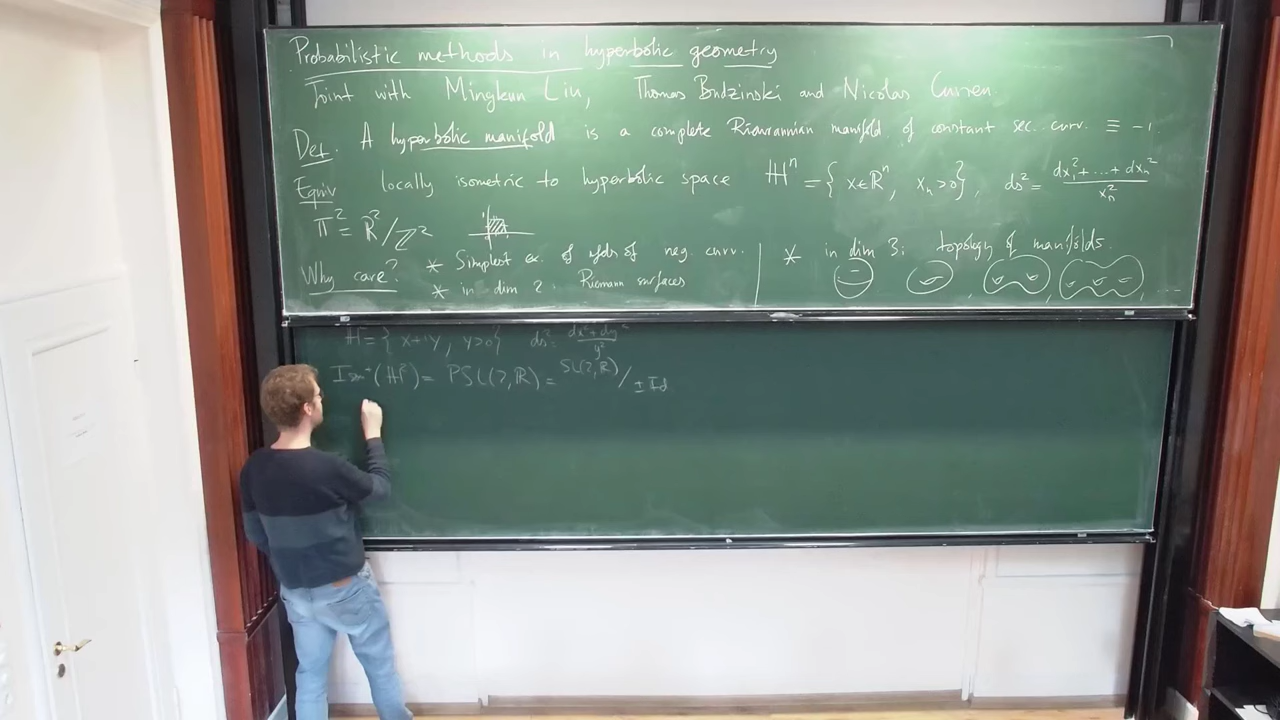 Probabilistic methods in hyperbolic geometry
Joint with Mingkun Liu, Thomas Budzinski and Nicolas Curien.
Def. A hyperbolic manifold is a complete Riemannian manifold of constant sec. curv. ≡ -1.
Equiv locally isometric to hyperbolic space ℍⁿ = { x∈ℝⁿ, xₙ>0 }, ds² = (dx₁²+...+dxₙ²)/xₙ²
𝕋² = ℝ²/ℤ²
Why care? * Simplest ex. of mfds of neg. curv.
* in dim 2: Riemann surfaces
* in dim 3: topology of manifolds.
ℍ² = { x+iy, y>0 } ds² = (dx²+dy²)/y²
Isom⁺(ℍ²) = PSL(2,ℝ) = SL(2,ℝ)/±Id